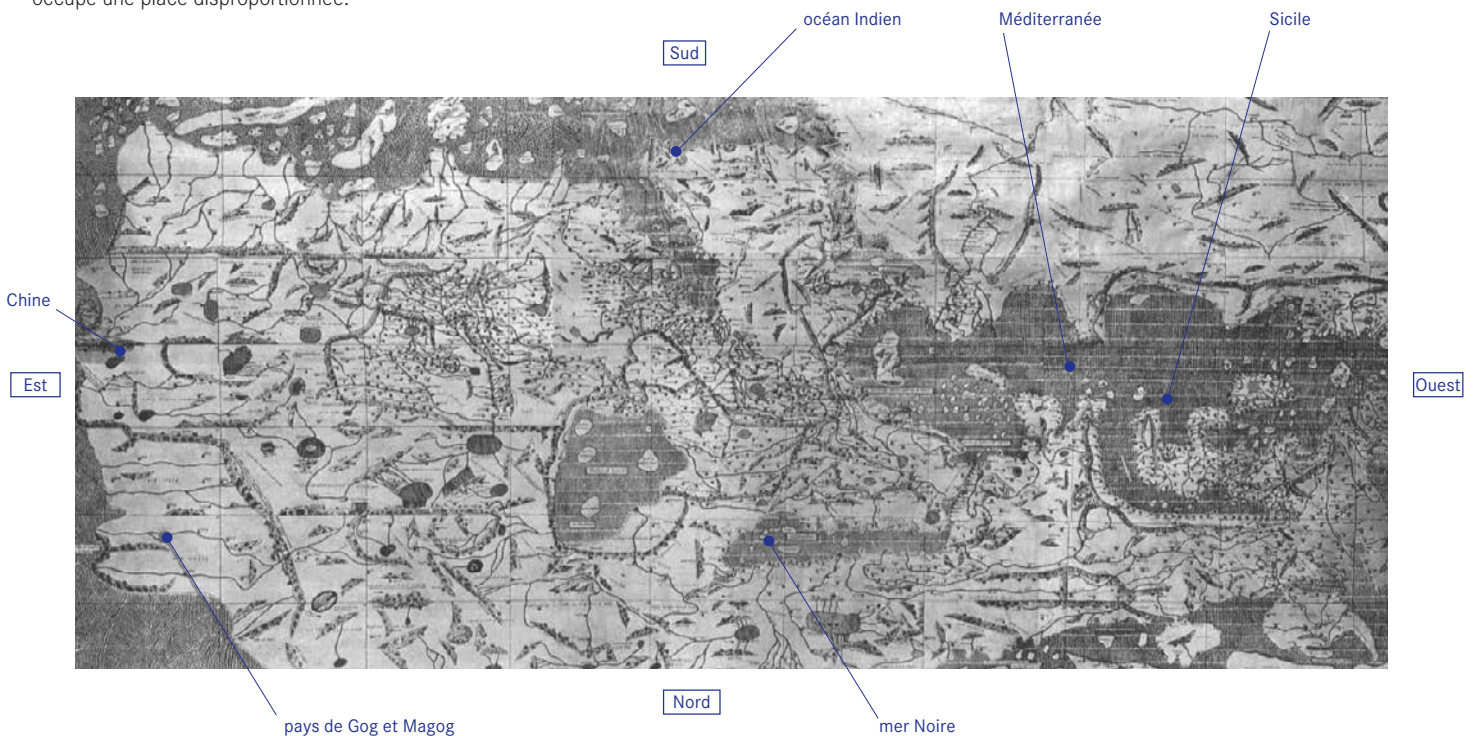 occupe une place disproportionnée.
océan Indien
Méditerranée
Sicile
Sud
Chine
Est
Ouest
Nord
pays de Gog et Magog
mer Noire